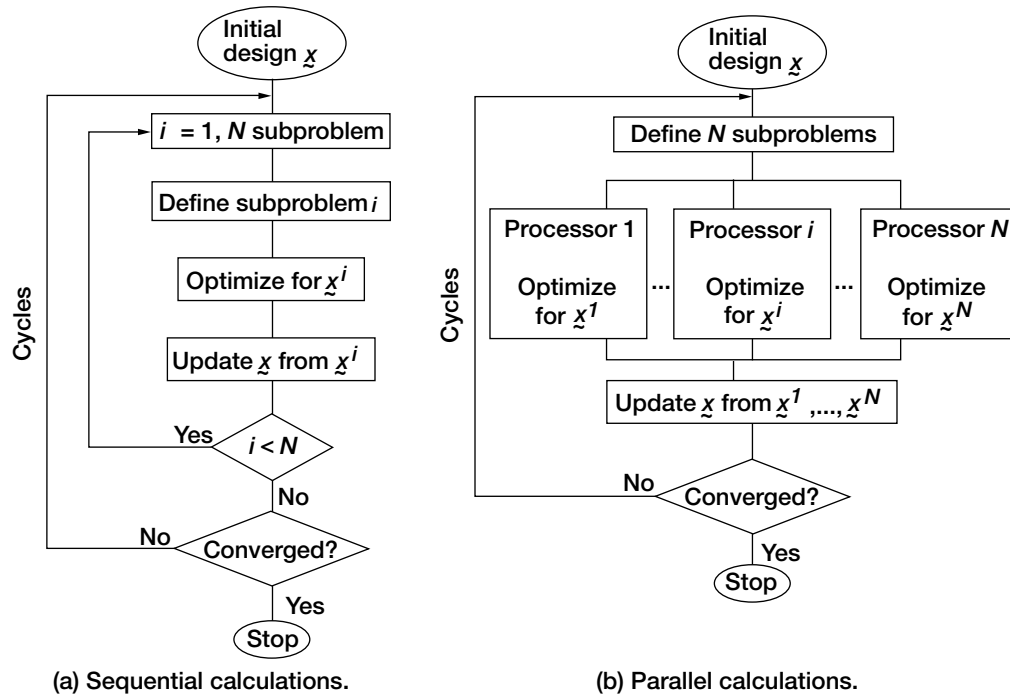 Initial
design x
i = 1, N subproblem
Define subproblem i
Optimize for x^i
Update x from x^i
Yes
i < N
No
No
Converged?
Yes
Stop
Cycles
(a) Sequential calculations.
Initial
design x
Define N subproblems
Processor 1
Optimize
for x^1
...
Processor i
Optimize
for x^i
...
Processor N
Optimize
for x^N
Update x from x^1 ,..., x^N
No
Converged?
Yes
Stop
Cycles
(b) Parallel calculations.